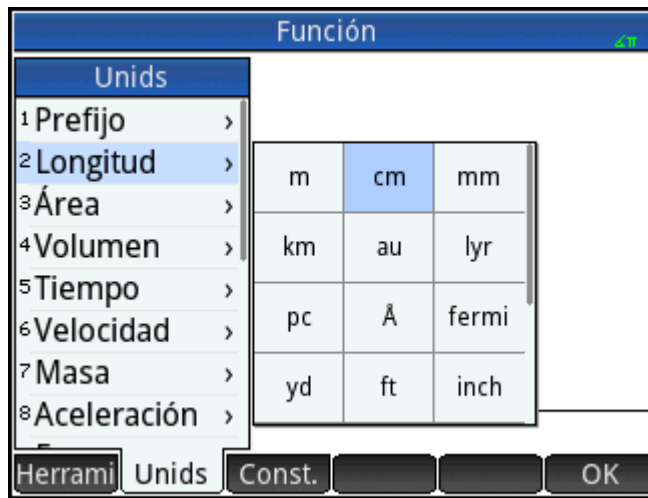 Función
∡π
Unids
1 Prefijo ›
2 Longitud ›
3 Área ›
4 Volumen ›
5 Tiempo ›
6 Velocidad ›
7 Masa ›
8 Aceleración ›
m cm mm
km au lyr
pc Å fermi
yd ft inch
Herrami Unids Const. OK